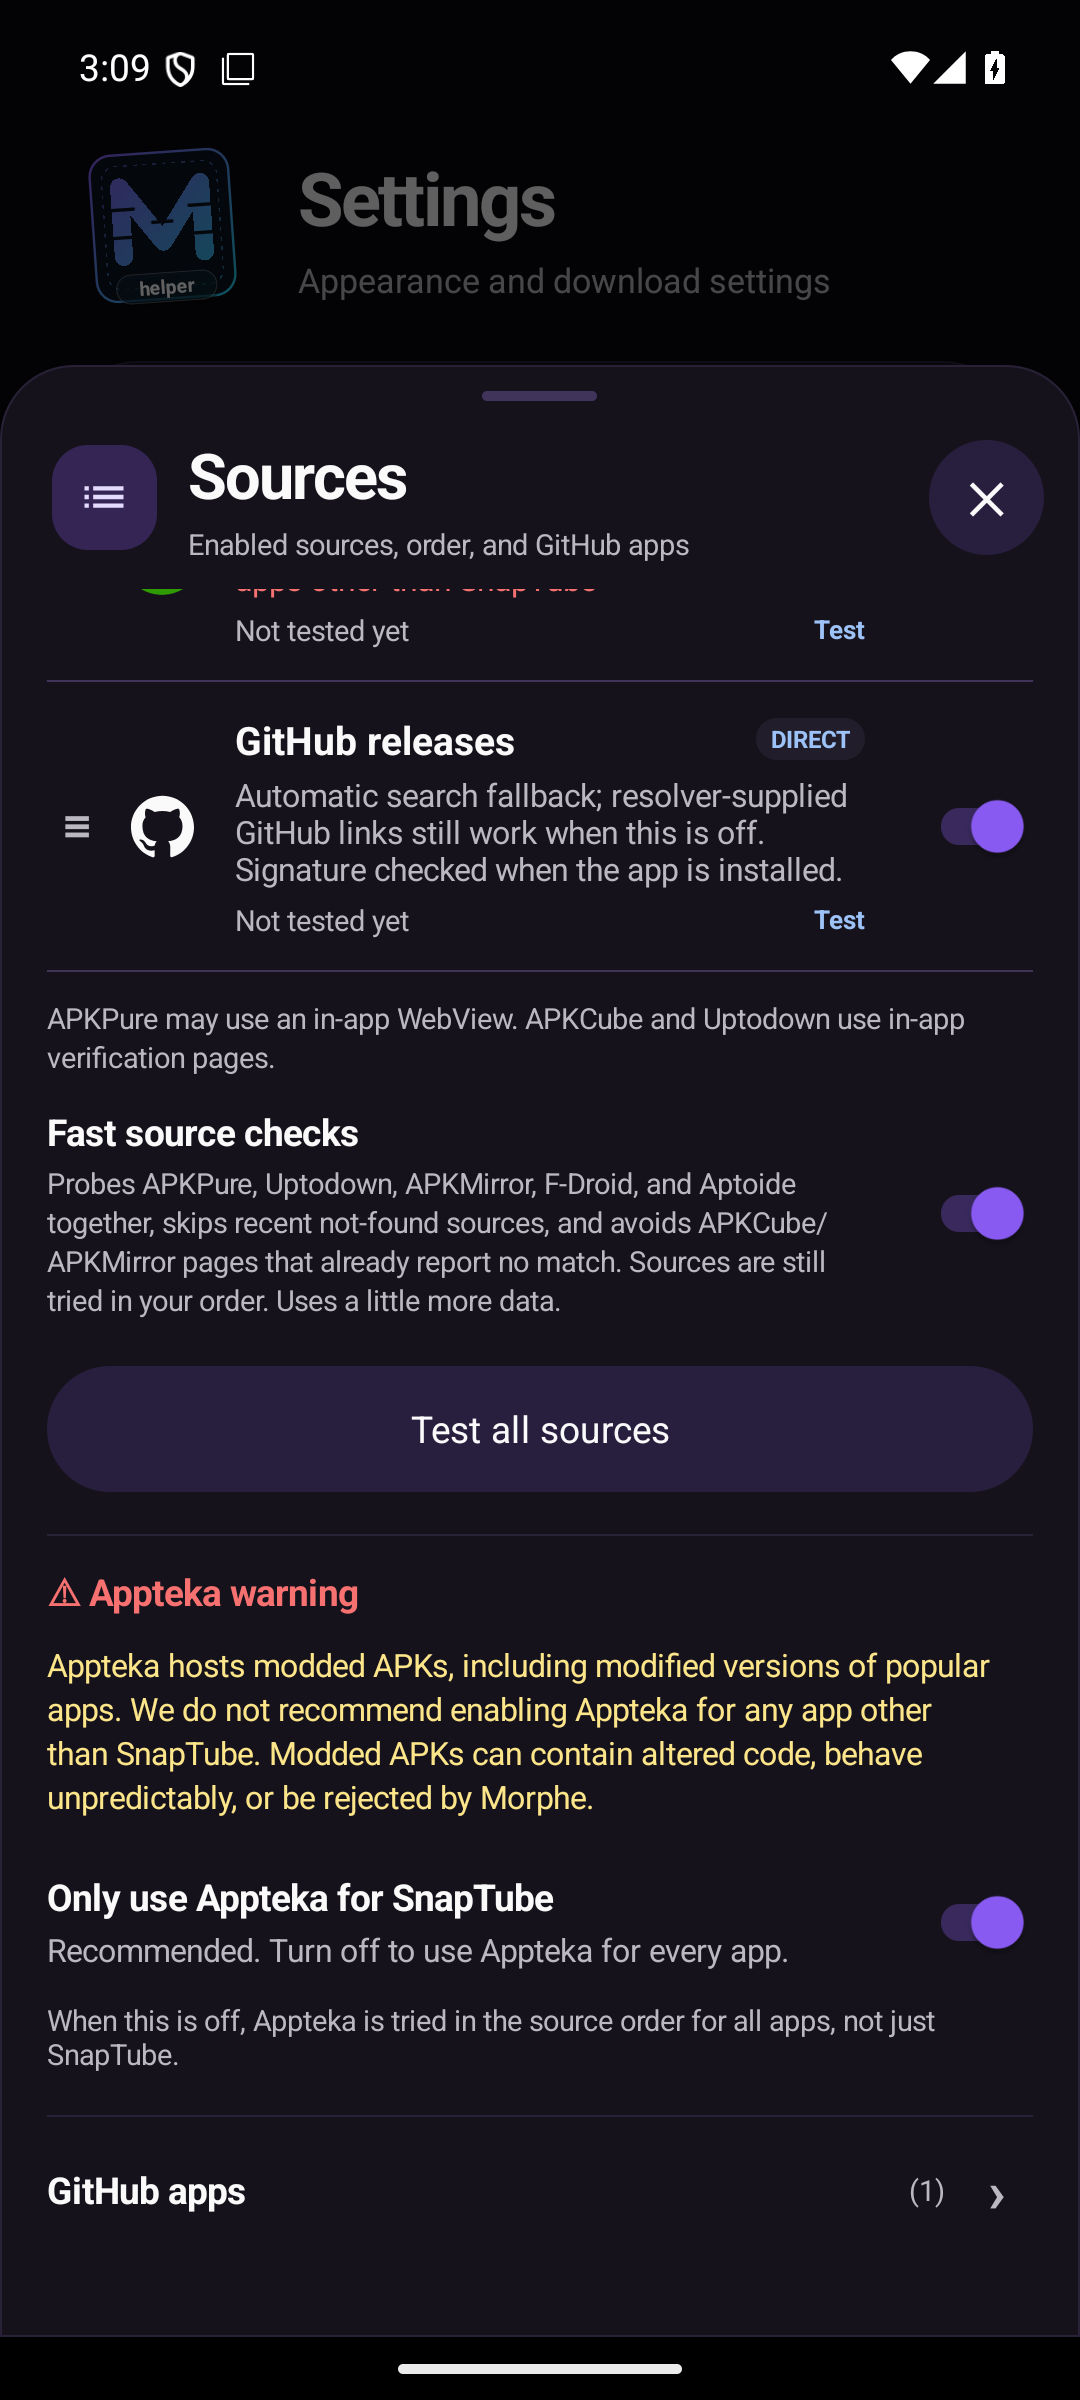 3:09
helper
Settings
Appearance and download settings
Sources
Enabled sources, order, and GitHub apps
apps other than SnapTube
Not tested yet
Test
GitHub releases
DIRECT
Automatic search fallback; resolver-supplied
GitHub links still work when this is off.
Signature checked when the app is installed.
Not tested yet
Test
APKPure may use an in-app WebView. APKCube and Uptodown use in-app
verification pages.
Fast source checks
Probes APKPure, Uptodown, APKMirror, F-Droid, and Aptoide
together, skips recent not-found sources, and avoids APKCube/
APKMirror pages that already report no match. Sources are still
tried in your order. Uses a little more data.
Test all sources
⚠ Appteka warning
Appteka hosts modded APKs, including modified versions of popular
apps. We do not recommend enabling Appteka for any app other
than SnapTube. Modded APKs can contain altered code, behave
unpredictably, or be rejected by Morphe.
Only use Appteka for SnapTube
Recommended. Turn off to use Appteka for every app.
When this is off, Appteka is tried in the source order for all apps, not just
SnapTube.
GitHub apps
(1)